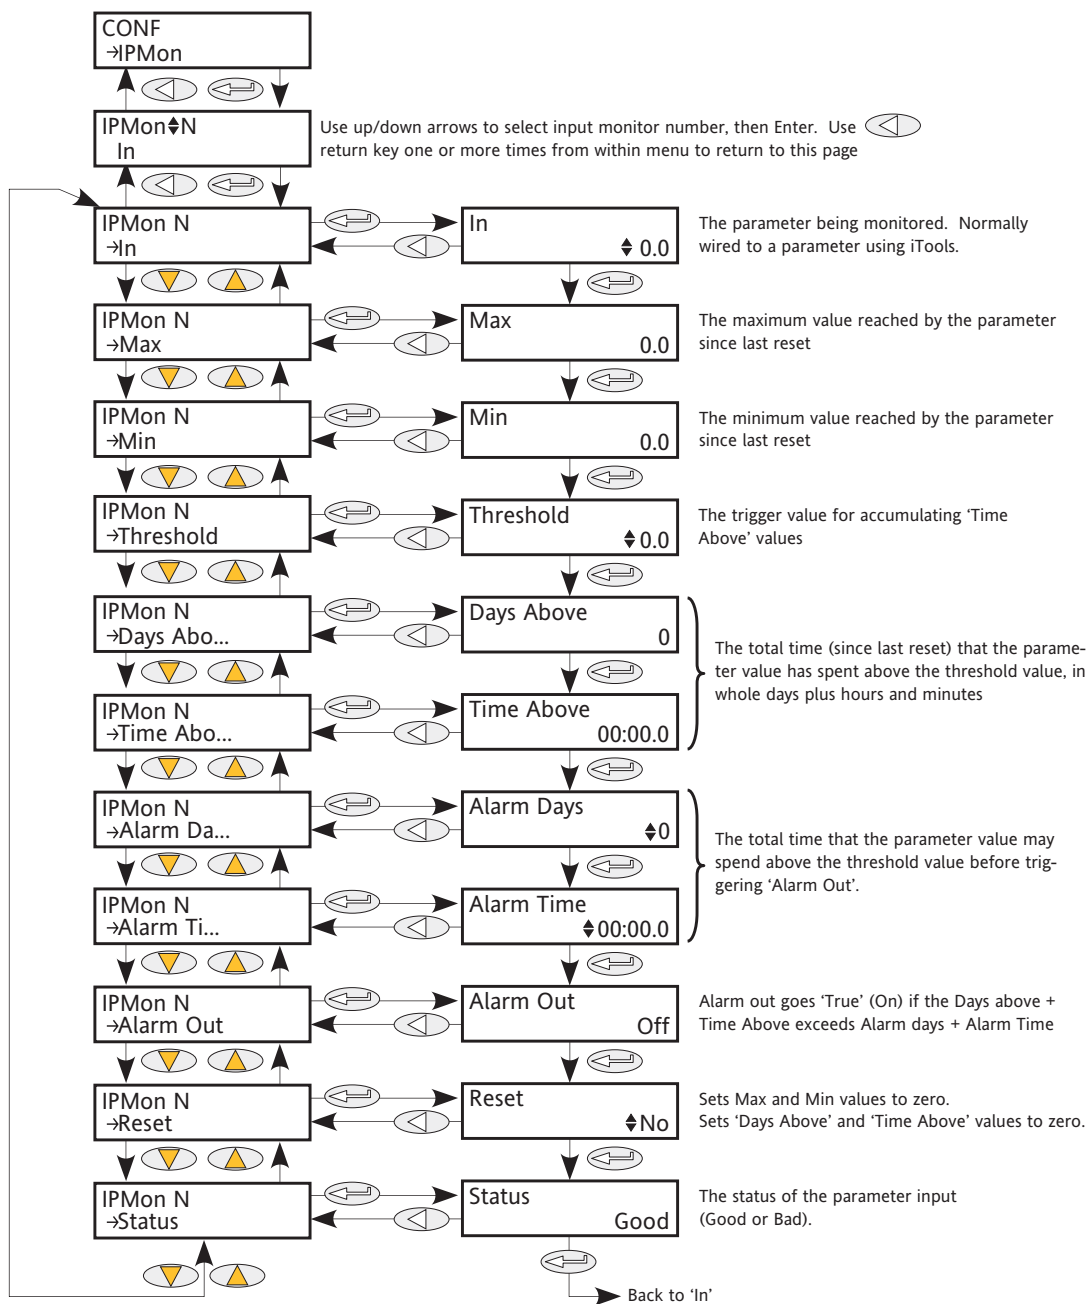 CONF
→IPMon
IPMon♦N
In
Use up/down arrows to select input monitor number, then Enter. Use
return key one or more times from within menu to return to this page
IPMon N
→In
In
♦ 0.0
The parameter being monitored. Normally
wired to a parameter using iTools.
IPMon N
→Max
Max
0.0
The maximum value reached by the parameter
since last reset
IPMon N
→Min
Min
0.0
The minimum value reached by the parameter
since last reset
IPMon N
→Threshold
Threshold
♦ 0.0
The trigger value for accumulating ‘Time
Above’ values
IPMon N
→Days Abo...
Days Above
0
The total time (since last reset) that the parame-
ter value has spent above the threshold value, in
whole days plus hours and minutes
IPMon N
→Time Abo...
Time Above
00:00.0
IPMon N
→Alarm Da...
Alarm Days
♦0
The total time that the parameter value may
spend above the threshold value before trig-
gering ‘Alarm Out’.
IPMon N
→Alarm Ti...
Alarm Time
♦00:00.0
IPMon N
→Alarm Out
Alarm Out
Off
Alarm out goes ‘True’ (On) if the Days above +
Time Above exceeds Alarm days + Alarm Time
IPMon N
→Reset
Reset
♦No
Sets Max and Min values to zero.
Sets ‘Days Above’ and ‘Time Above’ values to zero.
IPMon N
→Status
Status
Good
The status of the parameter input
(Good or Bad).
Back to ‘In’